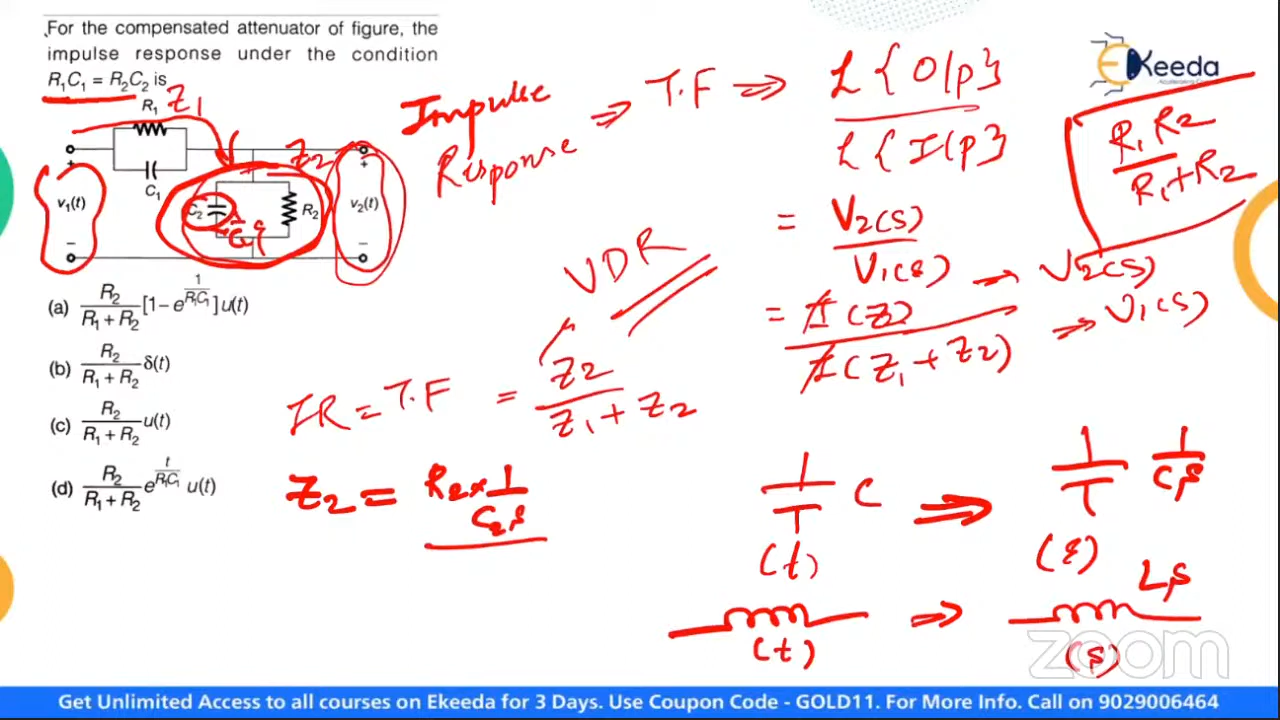 For the compensated attenuator of figure, the
impulse response under the condition
R₁C₁ = R₂C₂ is
R₁
Z₁
C₁
v₁(t)
+
−
C₂
R₂
Z₂
v₂(t)
+
−
(a) R₂/(R₁ + R₂) [1 − e^(1/(R₁C₁))] u(t)
(b) R₂/(R₁ + R₂) δ(t)
(c) R₂/(R₁ + R₂) u(t)
(d) R₂/(R₁ + R₂) e^(t/(R₁C₁)) u(t)
Impulse
Response
⇒ T.F ⇒ L{O/p} / L{I/p}
= V₂(s) / V₁(s)
→ V₂(s)
= I(Z₂) / I(Z₁ + Z₂)
⇒ V₁(s)
R₁R₂ / (R₁ + R₂)
VDR
IR = T.F = Z₂ / (Z₁ + Z₂)
Z₂ = R₂ × 1/(C₂s)
C ⇒ 1/(Cs)
(t) (s)
Ls
⇒
(t) (s)
EKeeda
zoom
Get Unlimited Access to all courses on Ekeeda for 3 Days. Use Coupon Code - GOLD11. For More Info. Call on 9029006464